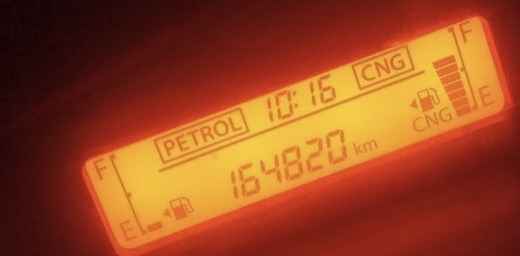 PETROL 10:16 CNG
F F
164820 km
E CNG E